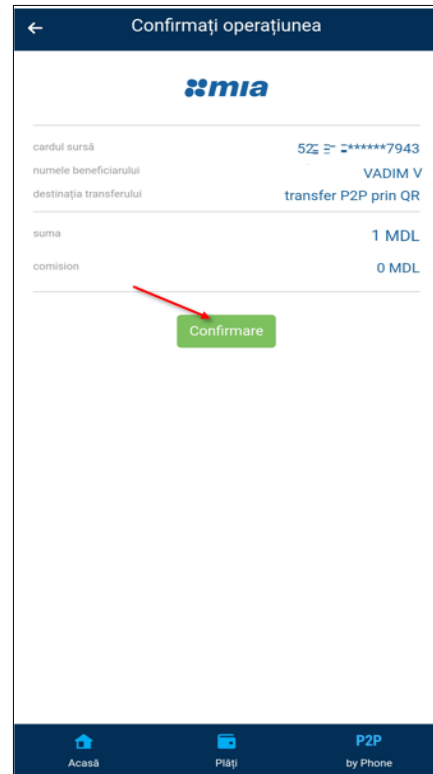 Confirmați operațiunea
mia
cardul sursă ******7943
numele beneficiarului VADIM V
destinația transferului transfer P2P prin QR
suma 1 MDL
comision 0 MDL
Confirmare
Acasă Plăți P2P by Phone